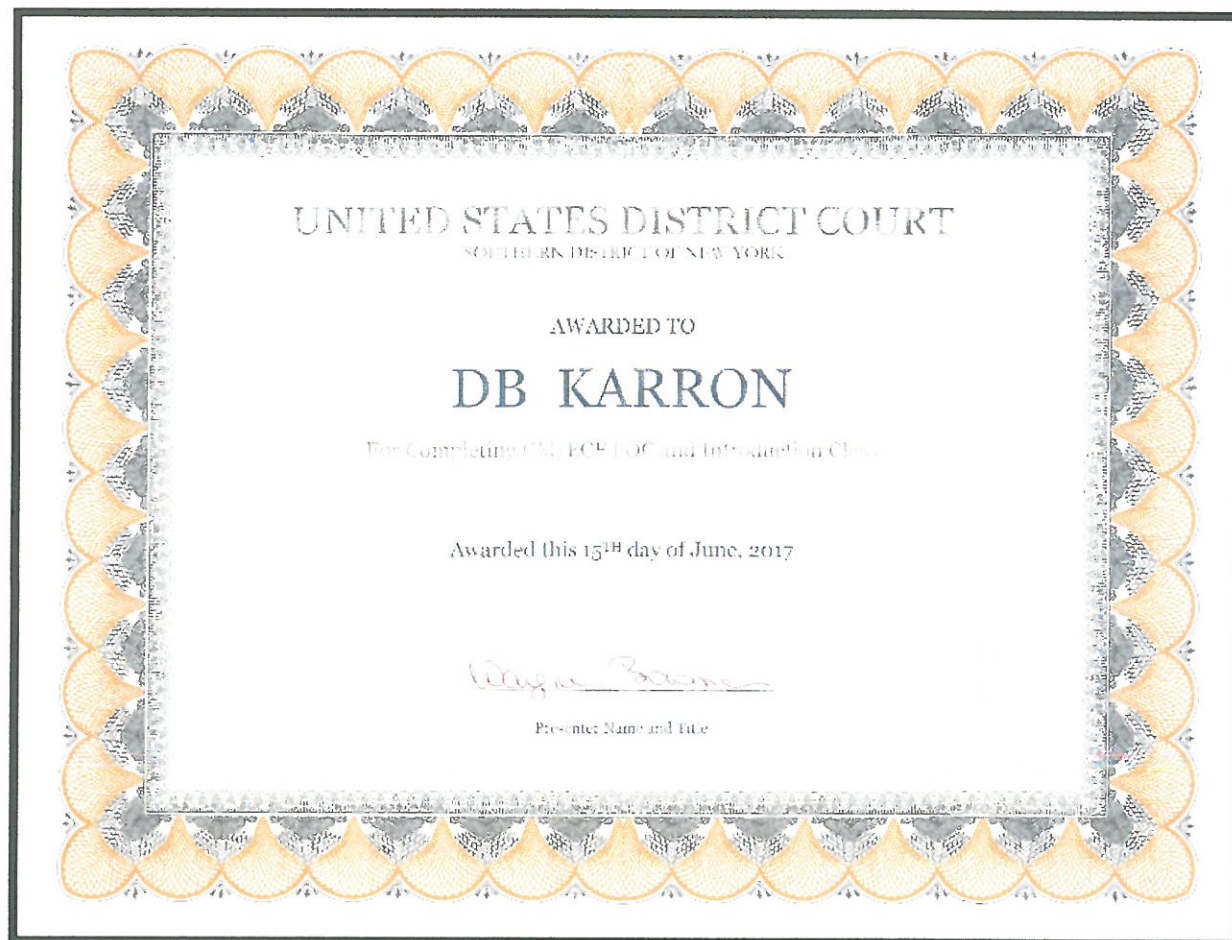 UNITED STATES DISTRICT COURT
SOUTHERN DISTRICT OF NEW YORK
AWARDED TO
DB KARRON
For Completing CM/ECF and Introduction
Awarded this 15TH day of June, 2017
Wayne
Presenter Name and Title